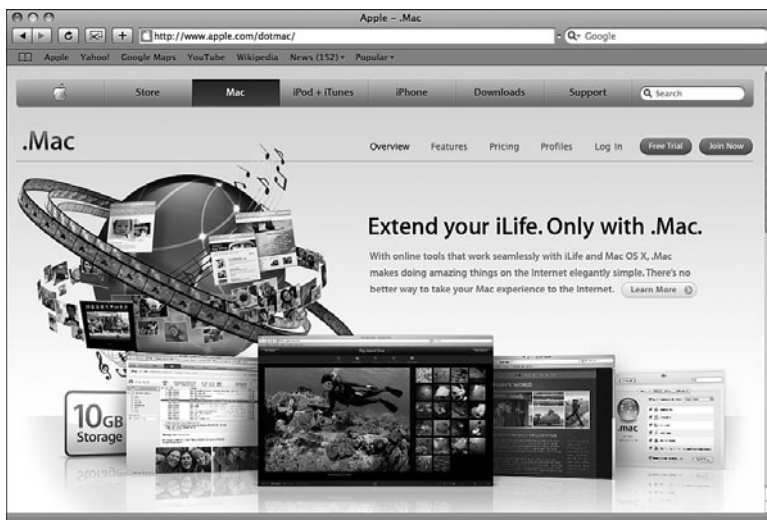 Apple – .Mac
http://www.apple.com/dotmac/
Google
Apple Yahoo! Google Maps YouTube Wikipedia News (152) Popular
Store Mac iPod + iTunes iPhone Downloads Support Search
.Mac
Overview Features Pricing Profiles Log In Free Trial Join Now
Extend your iLife. Only with .Mac.
With online tools that work seamlessly with iLife and Mac OS X, .Mac
makes doing amazing things on the Internet elegantly simple. There's no
better way to take your Mac experience to the Internet. Learn More
10GB
Storage
.mac